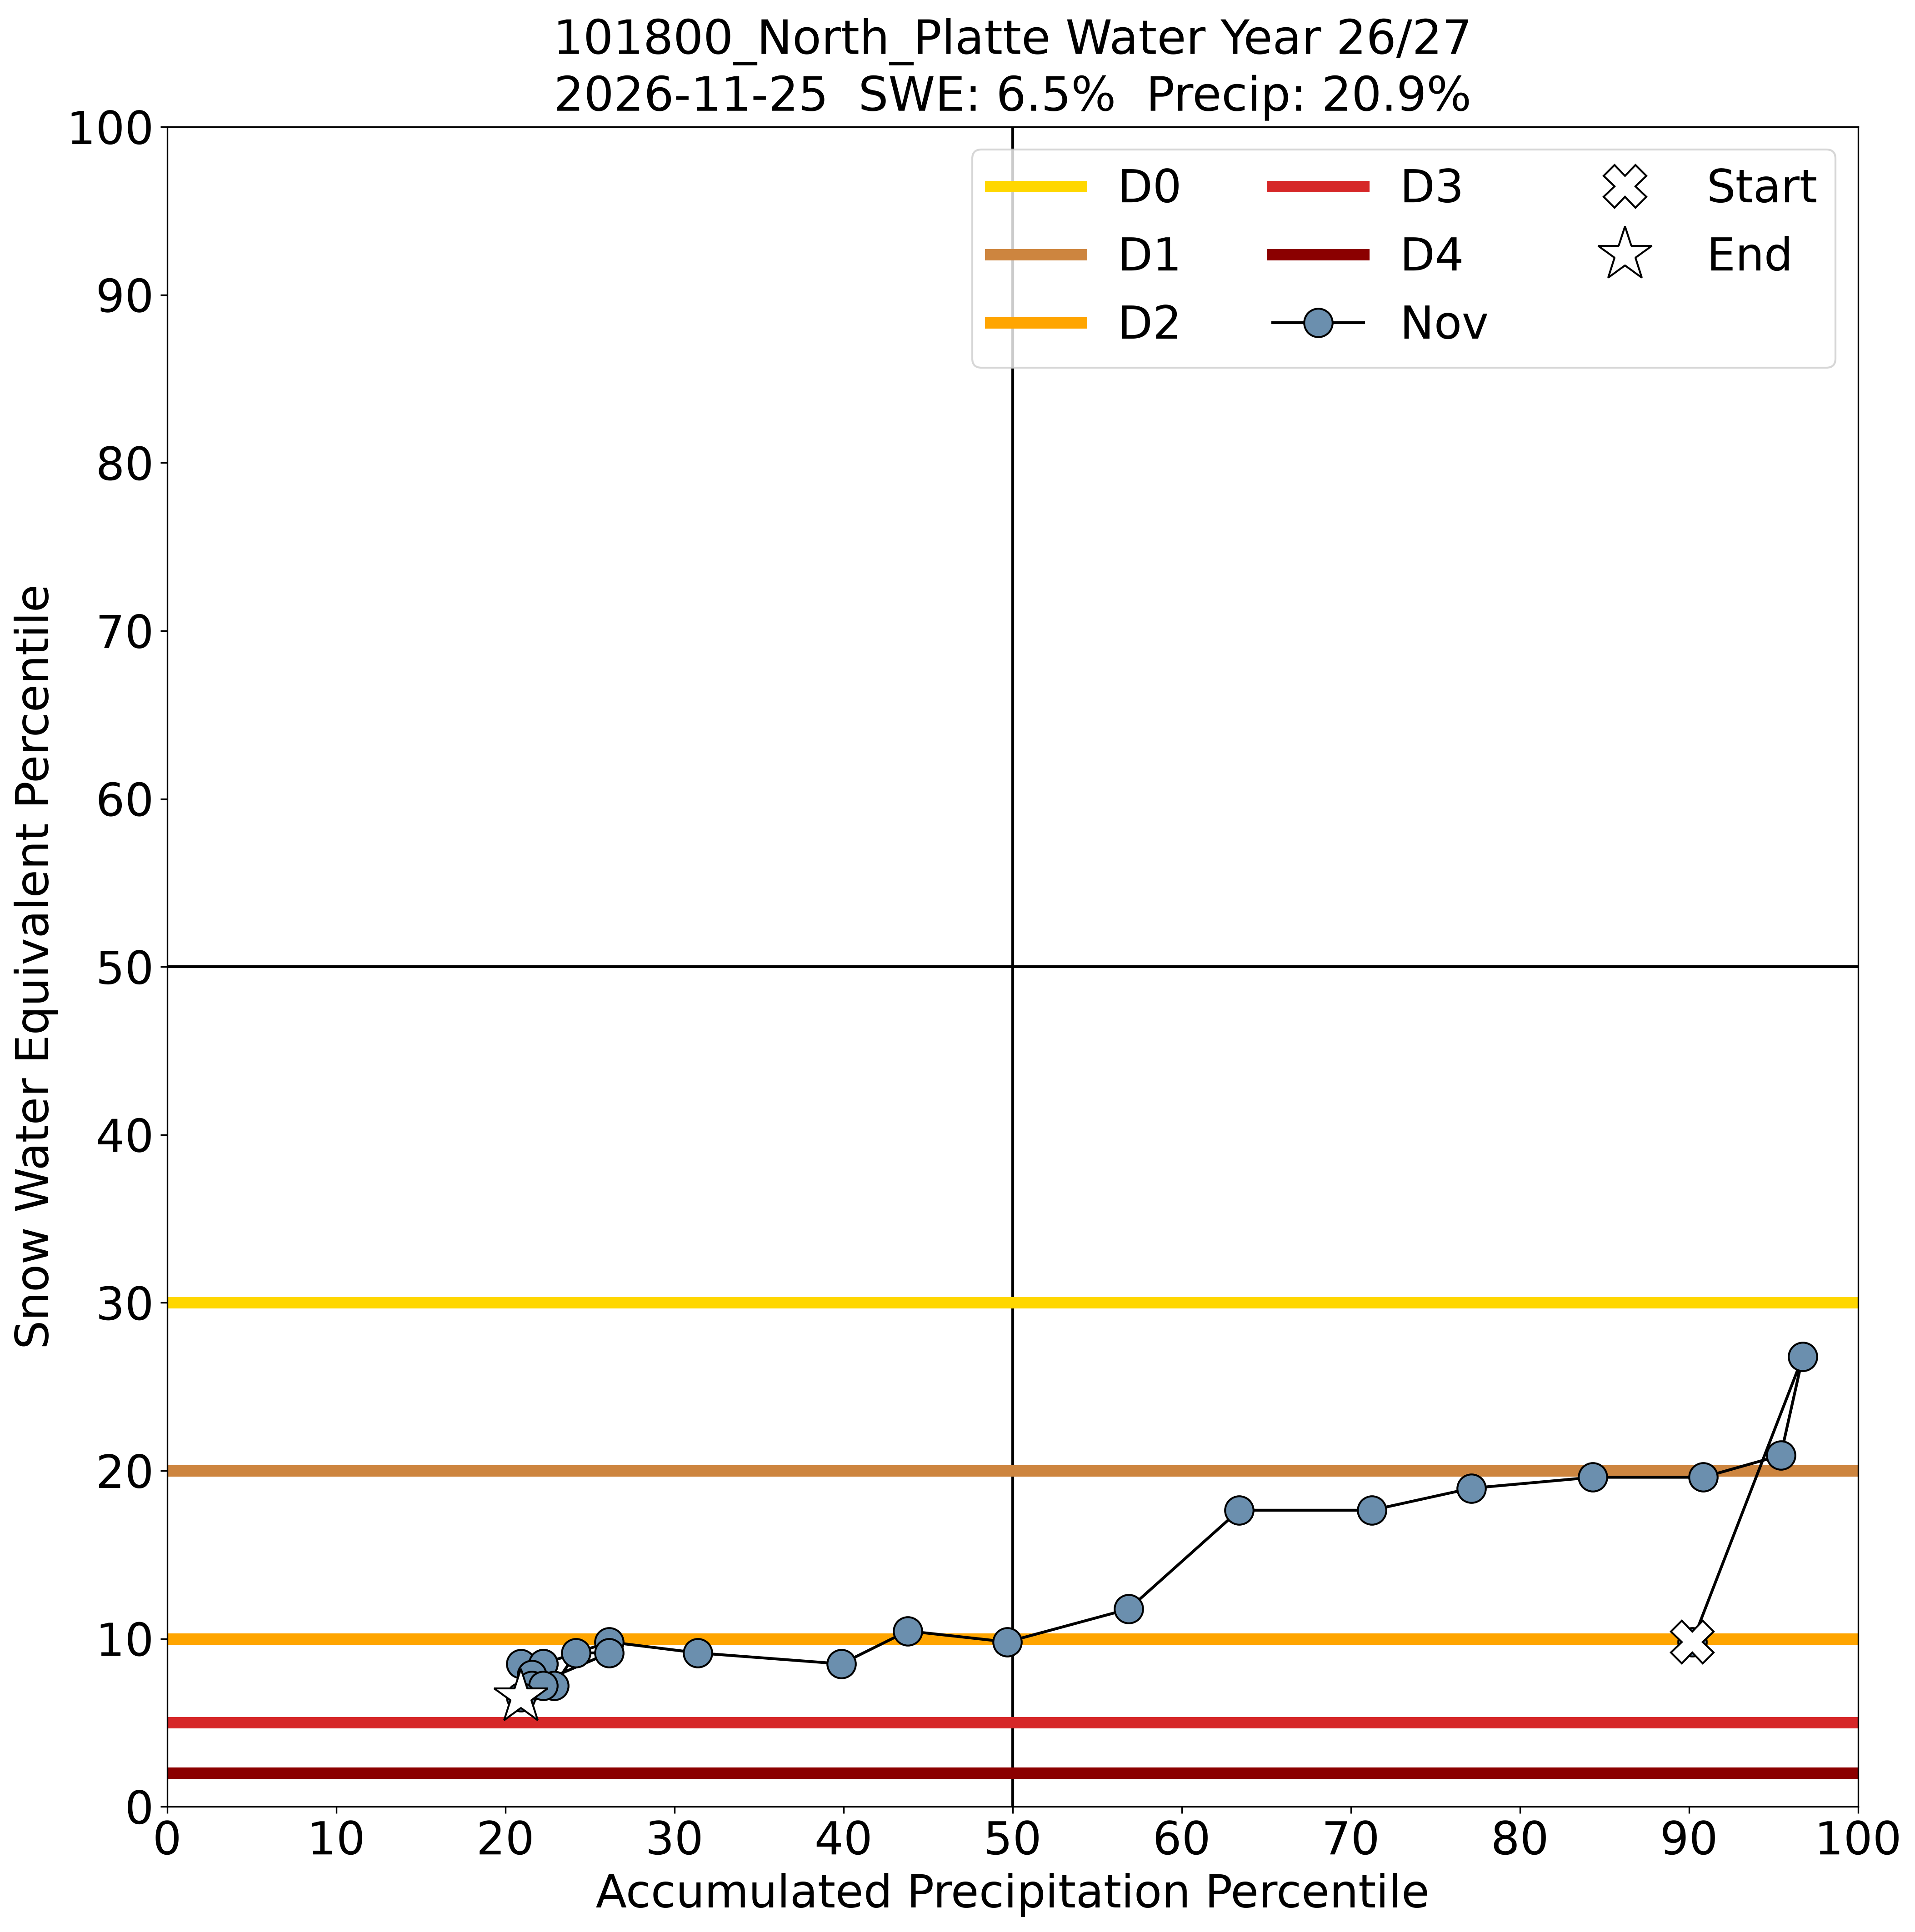 101800_North_Platte Water Year 26/27
2026-11-25 SWE: 6.5% Precip: 20.9%
D0
D1
D2
D3
D4
Nov
Start
End
Snow Water Equivalent Percentile
100
90
80
70
60
50
40
30
20
10
0
0 10 20 30 40 50 60 70 80 90 100
Accumulated Precipitation Percentile